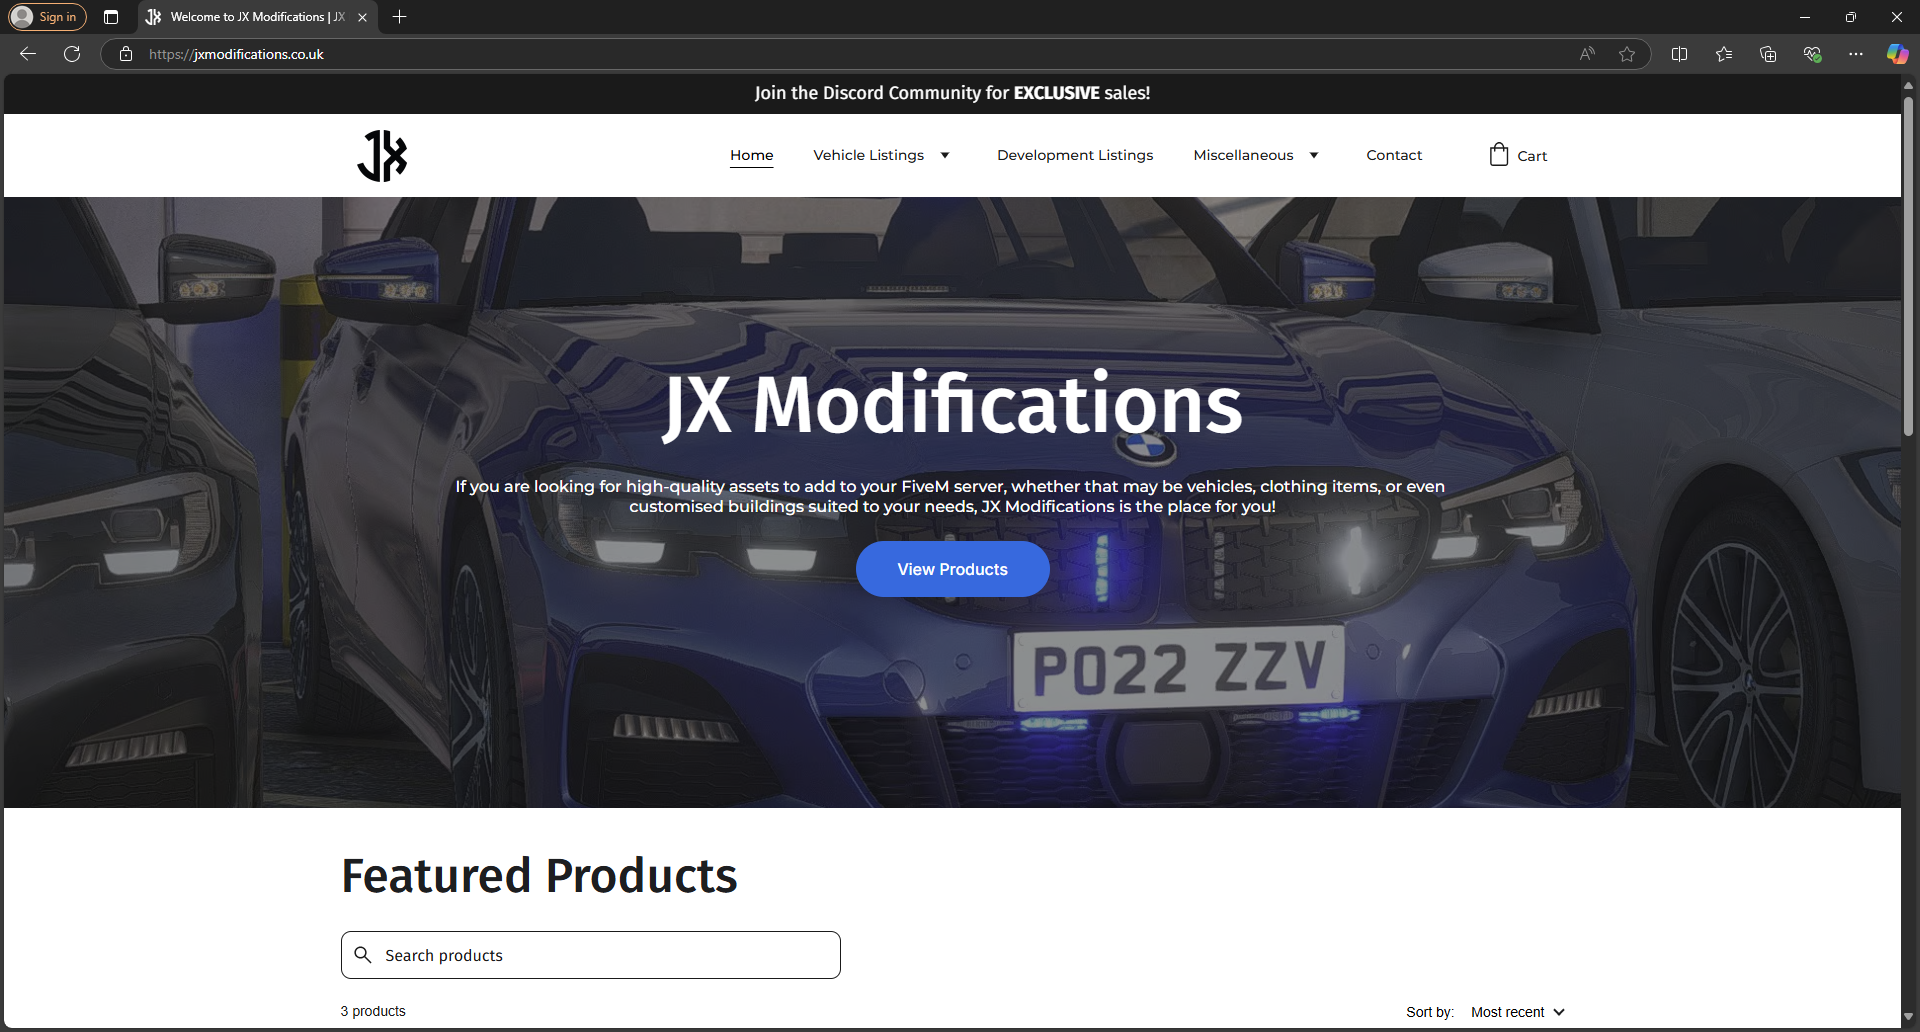 Sign in
Welcome to JX Modifications | JX
https://jxmodifications.co.uk
Join the Discord Community for EXCLUSIVE sales!
JX
Home
Vehicle Listings
Development Listings
Miscellaneous
Contact
Cart
JX Modifications
If you are looking for high-quality assets to add to your FiveM server, whether that may be vehicles, clothing items, or even
customised buildings suited to your needs, JX Modifications is the place for you!
View Products
PO22 ZZV
Featured Products
Search products
3 products
Sort by: Most recent